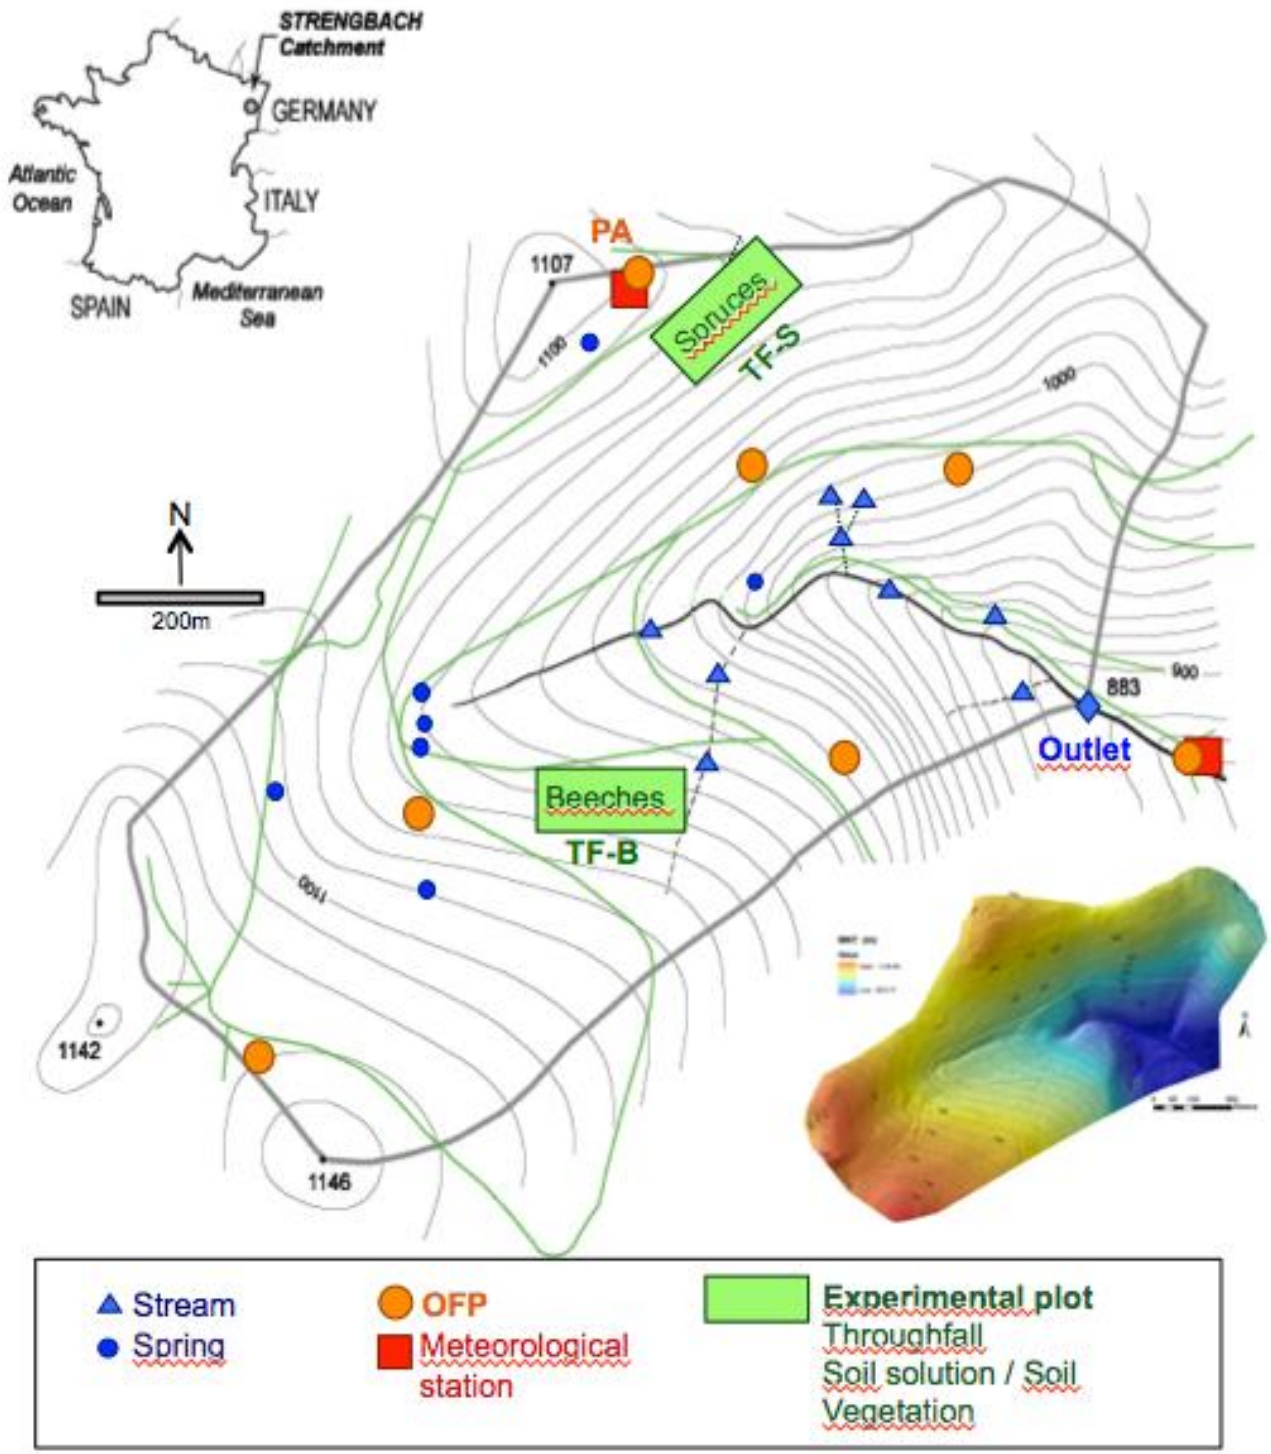 STRENGBACH
Catchment
GERMANY
Atlantic
Ocean
ITALY
SPAIN
Mediterranean
Sea
PA
1107
Spruces
TF-S
1100
1000
N
200m
900
883
Outlet
Beeches
TF-B
1100
1142
1146
Stream
Spring
OFP
Meteorological
station
Experimental plot
Throughfall
Soil solution / Soil
Vegetation